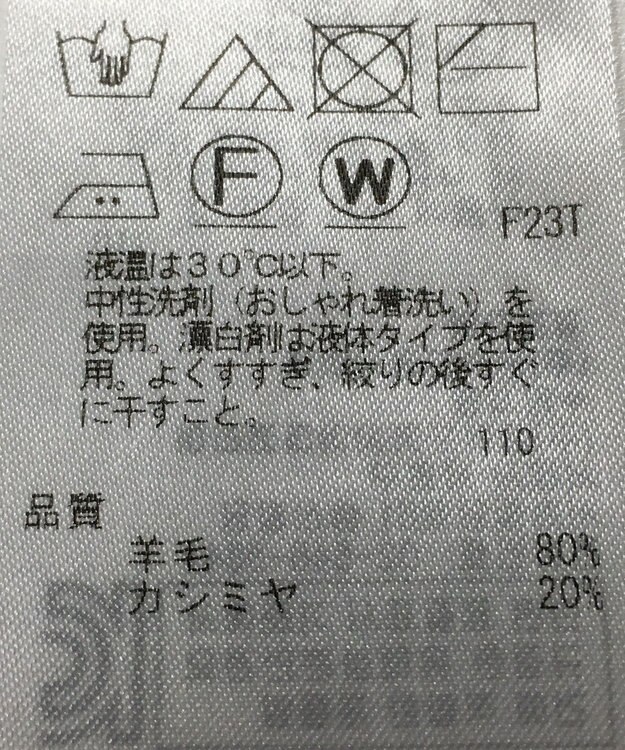 F W
F23T
液温は30℃以下。
中性洗剤（おしゃれ着洗い）を
使用。漂白剤は液体タイプを使
用。よくすすぎ、絞りの後すぐ
に干すこと。
110
品質
羊毛 80%
カシミヤ 20%